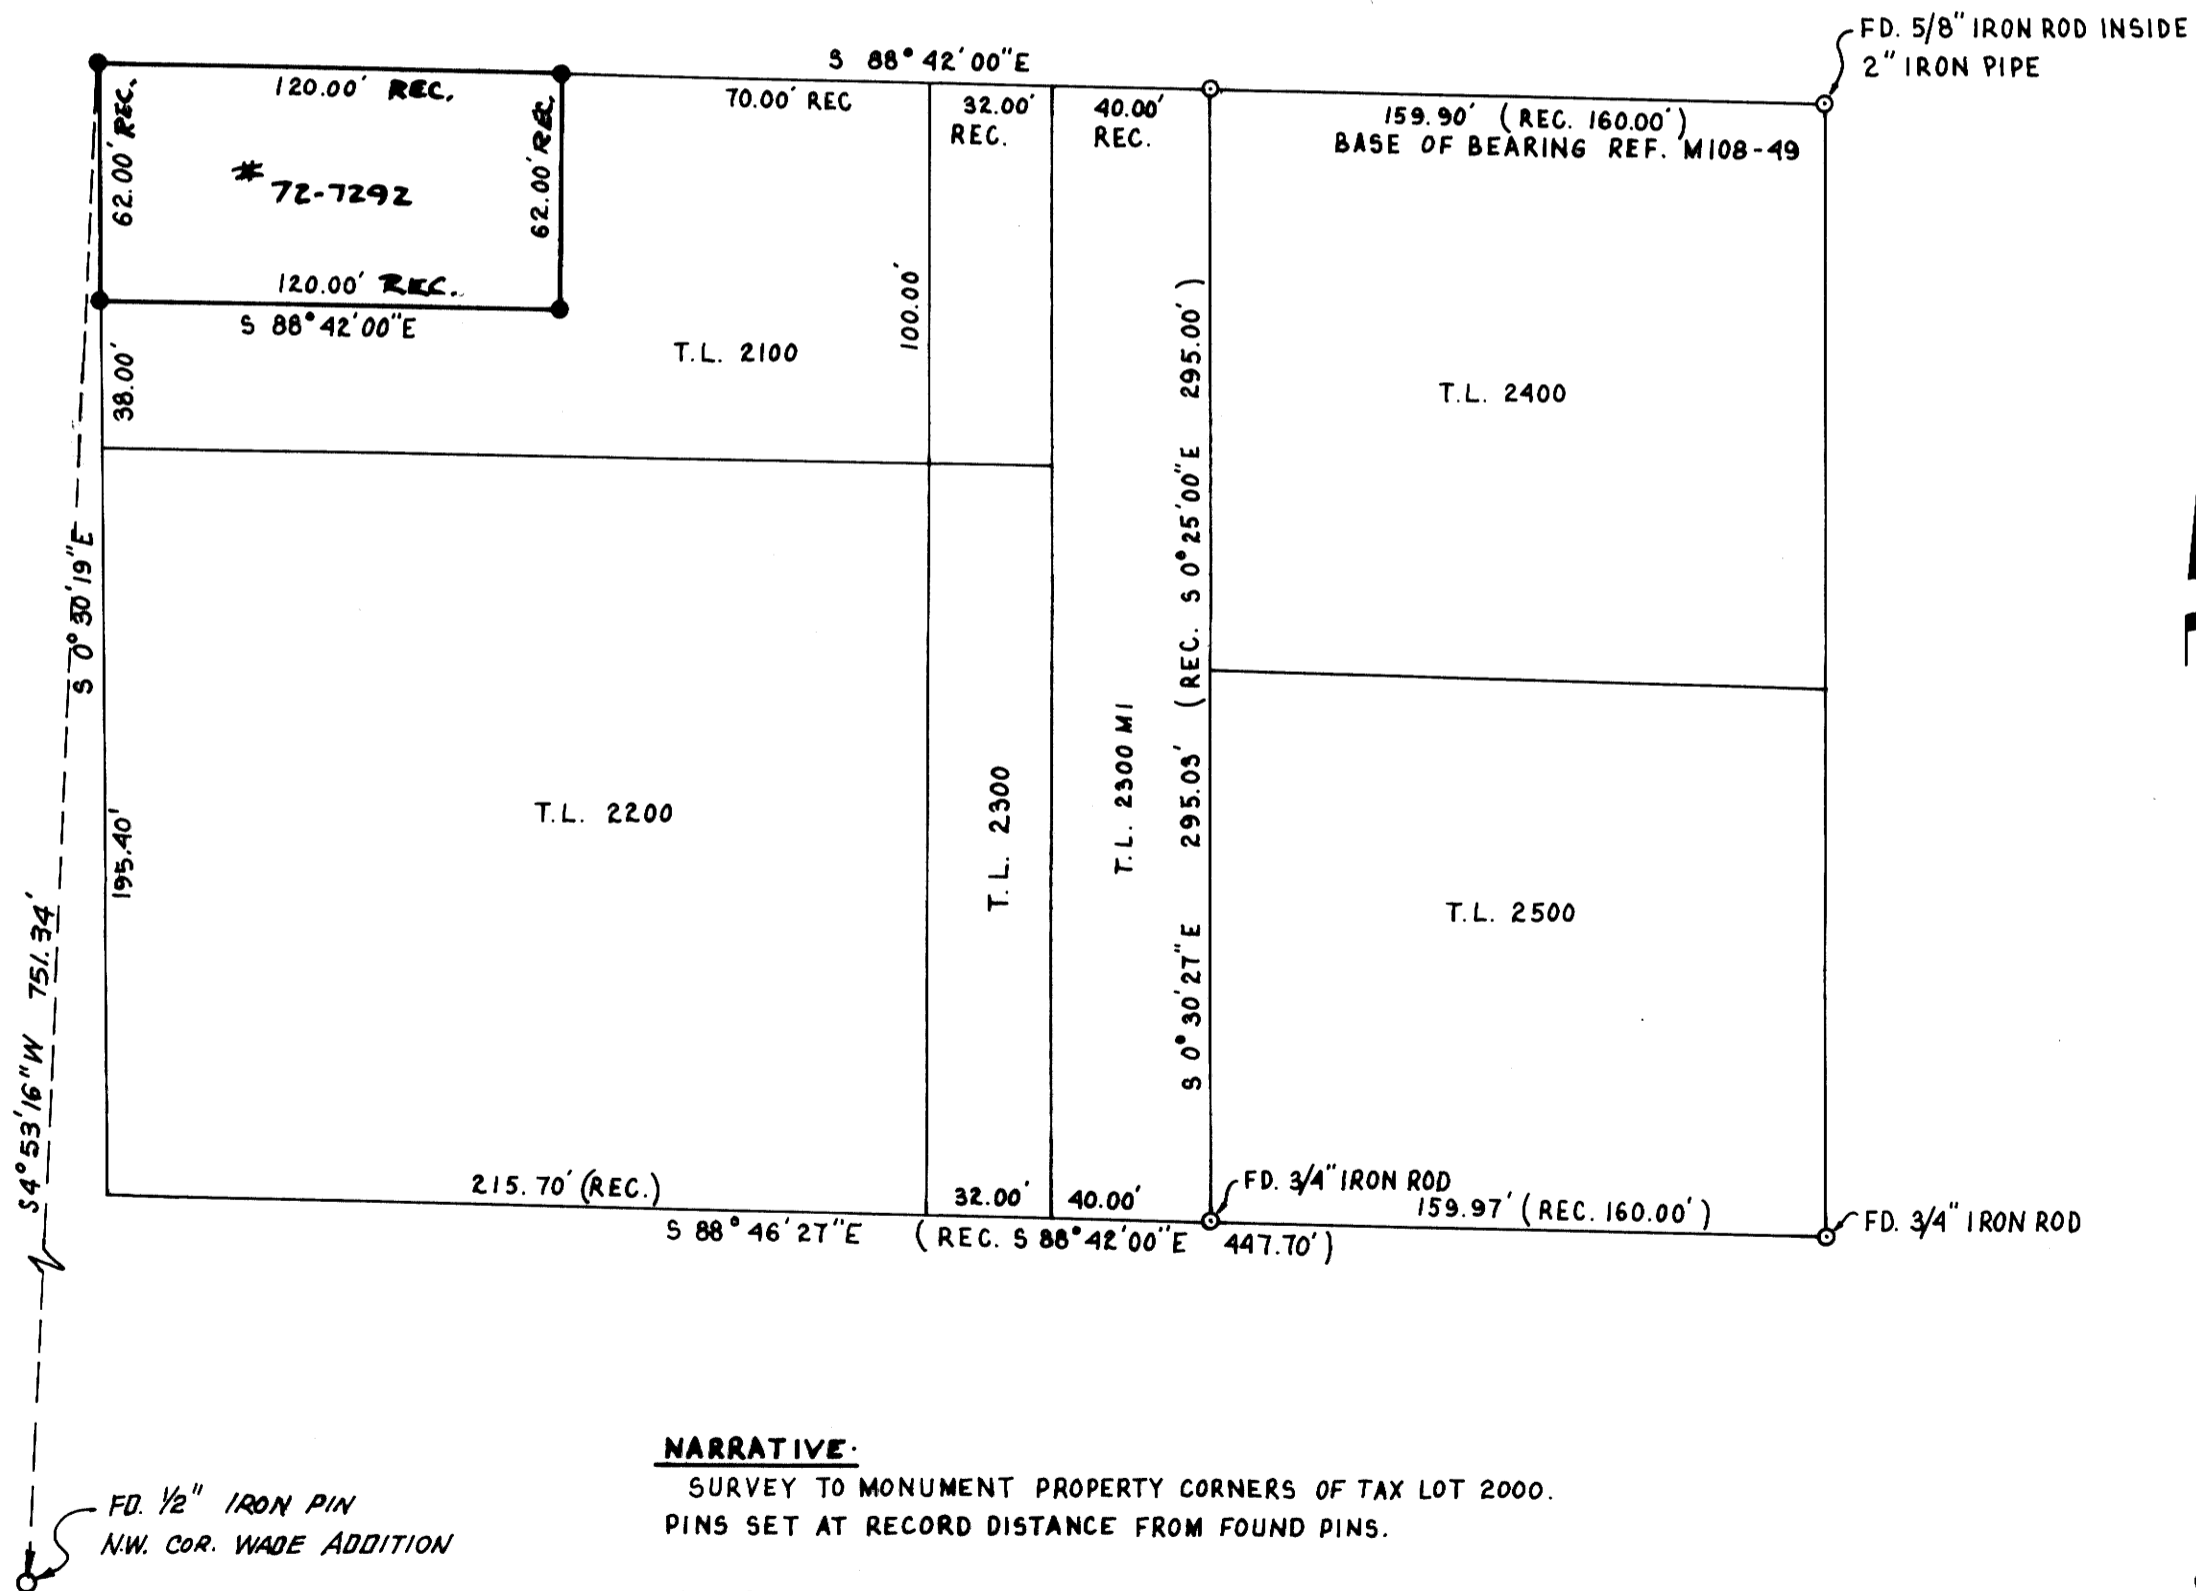 FD. 5/8" IRON ROD INSIDE
2" IRON PIPE
S 88° 42' 00" E
120.00' REC.
70.00' REC
32.00'
REC.
40.00'
REC.
159.90' (REC. 160.00')
BASE OF BEARING REF. M108-49
62.00' REC.
# 72-7292
62.00' REC.
120.00' REC.
S 88° 42' 00" E
38.00'
T.L. 2100
100.00'
T.L. 2400
S 0° 30' 19" E
S 0° 30' 27" E 295.03' (REC. S 0° 25' 00" E 295.00')
T.L. 2200
195.40'
T.L. 2300
T.L. 2300 M1
T.L. 2500
S4° 53' 16" W 751.34'
215.70' (REC.)
32.00'
40.00'
FD. 3/4" IRON ROD
159.97' (REC. 160.00')
FD. 3/4" IRON ROD
S 88° 46' 27" E (REC. S 88° 42' 00" E 447.70')
NARRATIVE.
SURVEY TO MONUMENT PROPERTY CORNERS OF TAX LOT 2000.
PINS SET AT RECORD DISTANCE FROM FOUND PINS.
FD. 1/2" IRON PIN
N.W. COR. WADE ADDITION